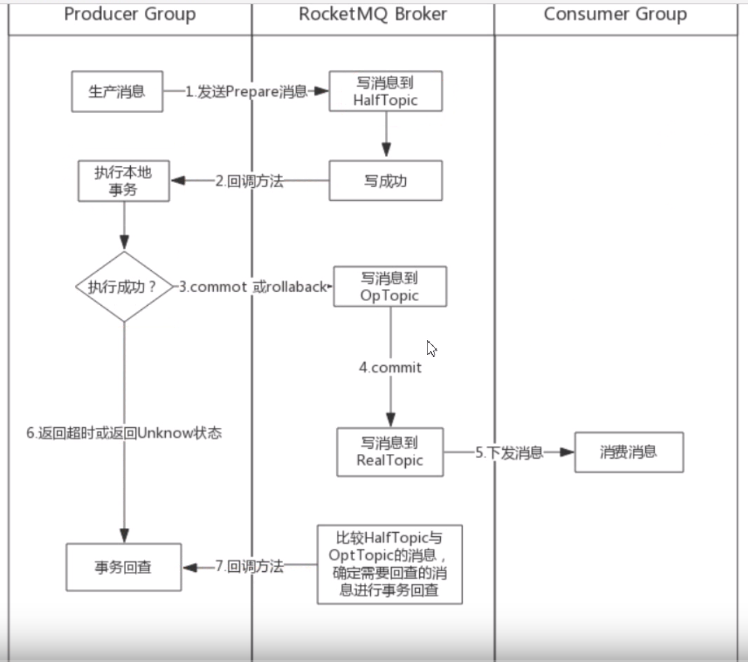 Producer Group
RocketMQ Broker
Consumer Group
生产消息
1.发送Prepare消息
写消息到
HalfTopic
执行本地
事务
2.回调方法
写成功
执行成功？
3.commot 或rollaback
写消息到
OpTopic
4.commit
6.返回超时或返回Unknow状态
写消息到
RealTopic
5.下发消息
消费消息
事务回查
7.回调方法
比较HalfTopic与
OptTopic的消息，
确定需要回查的消
息进行事务回查